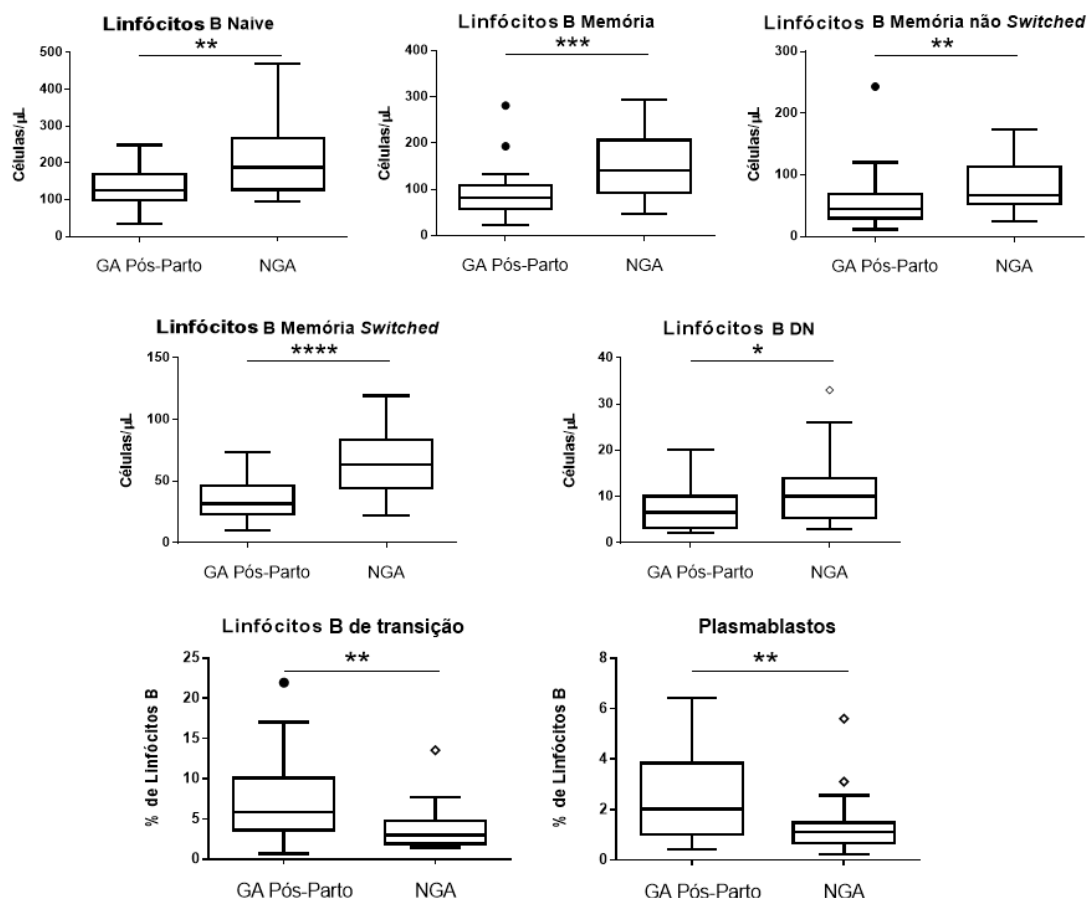 Linfócitos B Naive
**
500
400
300
200
100
0
Células/µL
GA Pós-Parto
NGA
Linfócitos B Memória
***
400
300
200
100
0
Células/µL
GA Pós-Parto
NGA
Linfócitos B Memória não Switched
**
300
200
100
0
Células/µL
GA Pós-Parto
NGA
Linfócitos B Memória Switched
****
150
100
50
0
Células/µL
GA Pós-Parto
NGA
Linfócitos B DN
*
40
30
20
10
0
Células/µL
GA Pós-Parto
NGA
Linfócitos B de transição
**
25
20
15
10
5
0
% de Linfócitos B
GA Pós-Parto
NGA
Plasmablastos
**
8
6
4
2
0
% de Linfócitos B
GA Pós-Parto
NGA